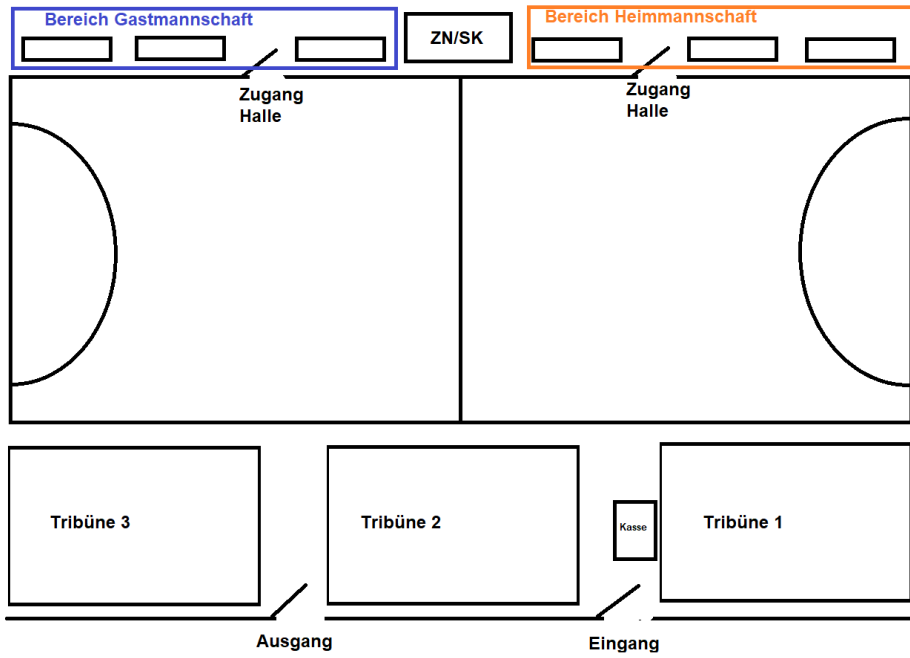 Bereich Gastmannschaft
ZN/SK
Bereich Heimmannschaft
Zugang
Halle
Zugang
Halle
Tribüne 3
Tribüne 2
Kasse
Tribüne 1
Ausgang
Eingang